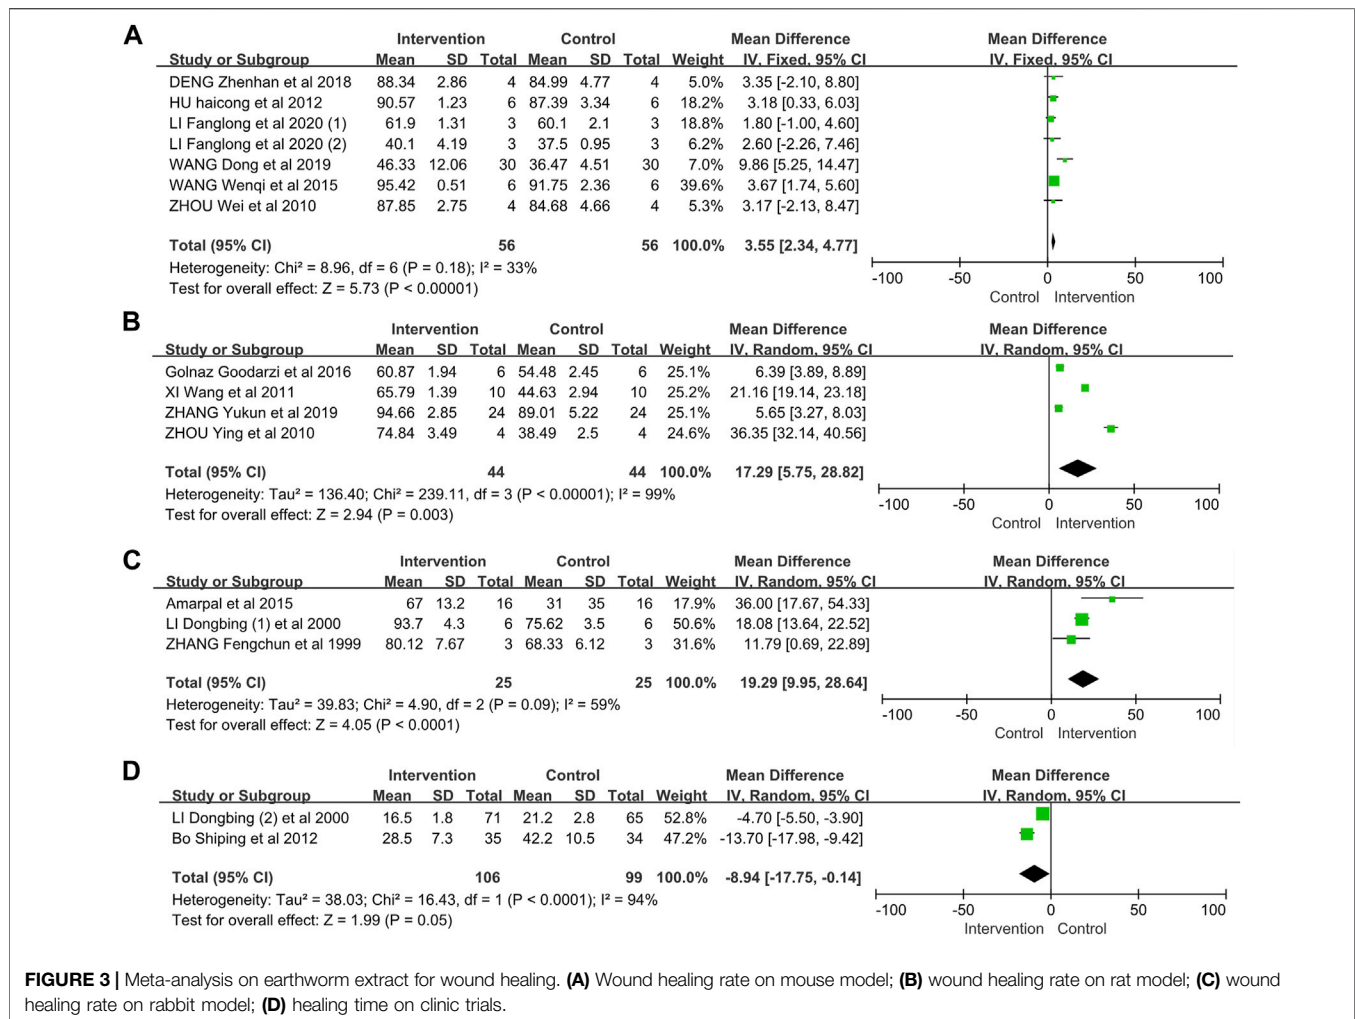 A
Intervention Control Mean Difference Mean Difference
Study or Subgroup Mean SD Total Mean SD Total Weight IV, Fixed, 95% CI IV, Fixed, 95% CI
DENG Zhenhan et al 2018 88.34 2.86 4 84.99 4.77 4 5.0% 3.35 [-2.10, 8.80]
HU haicong et al 2012 90.57 1.23 6 87.39 3.34 6 18.2% 3.18 [0.33, 6.03]
LI Fanglong et al 2020 (1) 61.9 1.31 3 60.1 2.1 3 18.8% 1.80 [-1.00, 4.60]
LI Fanglong et al 2020 (2) 40.1 4.19 3 37.5 0.95 3 6.2% 2.60 [-2.26, 7.46]
WANG Dong et al 2019 46.33 12.06 30 36.47 4.51 30 7.0% 9.86 [5.25, 14.47]
WANG Wenqi et al 2015 95.42 0.51 6 91.75 2.36 6 39.6% 3.67 [1.74, 5.60]
ZHOU Wei et al 2010 87.85 2.75 4 84.68 4.66 4 5.3% 3.17 [-2.13, 8.47]
Total (95% CI) 56 56 100.0% 3.55 [2.34, 4.77]
Heterogeneity: Chi² = 8.96, df = 6 (P = 0.18); I² = 33%
Test for overall effect: Z = 5.73 (P < 0.00001)
-100 -50 0 50 100
Control Intervention
B
Intervention Control Mean Difference Mean Difference
Study or Subgroup Mean SD Total Mean SD Total Weight IV, Random, 95% CI IV, Random, 95% CI
Golnaz Goodarzi et al 2016 60.87 1.94 6 54.48 2.45 6 25.1% 6.39 [3.89, 8.89]
XI Wang et al 2011 65.79 1.39 10 44.63 2.94 10 25.2% 21.16 [19.14, 23.18]
ZHANG Yukun et al 2019 94.66 2.85 24 89.01 5.22 24 25.1% 5.65 [3.27, 8.03]
ZHOU Ying et al 2010 74.84 3.49 4 38.49 2.5 4 24.6% 36.35 [32.14, 40.56]
Total (95% CI) 44 44 100.0% 17.29 [5.75, 28.82]
Heterogeneity: Tau² = 136.40; Chi² = 239.11, df = 3 (P < 0.00001); I² = 99%
Test for overall effect: Z = 2.94 (P = 0.003)
-100 -50 0 50 100
Control Intervention
C
Intervention Control Mean Difference Mean Difference
Study or Subgroup Mean SD Total Mean SD Total Weight IV, Random, 95% CI IV, Random, 95% CI
Amarpal et al 2015 67 13.2 16 31 35 16 17.9% 36.00 [17.67, 54.33]
LI Dongbing (1) et al 2000 93.7 4.3 6 75.62 3.5 6 50.6% 18.08 [13.64, 22.52]
ZHANG Fengchun et al 1999 80.12 7.67 3 68.33 6.12 3 31.6% 11.79 [0.69, 22.89]
Total (95% CI) 25 25 100.0% 19.29 [9.95, 28.64]
Heterogeneity: Tau² = 39.83; Chi² = 4.90, df = 2 (P = 0.09); I² = 59%
Test for overall effect: Z = 4.05 (P < 0.0001)
-100 -50 0 50 100
Control Intervention
D
Intervention Control Mean Difference Mean Difference
Study or Subgroup Mean SD Total Mean SD Total Weight IV, Random, 95% CI IV, Random, 95% CI
LI Dongbing (2) et al 2000 16.5 1.8 71 21.2 2.8 65 52.8% -4.70 [-5.50, -3.90]
Bo Shiping et al 2012 28.5 7.3 35 42.2 10.5 34 47.2% -13.70 [-17.98, -9.42]
Total (95% CI) 106 99 100.0% -8.94 [-17.75, -0.14]
Heterogeneity: Tau² = 38.03; Chi² = 16.43, df = 1 (P < 0.0001); I² = 94%
Test for overall effect: Z = 1.99 (P = 0.05)
-100 -50 0 50 100
Intervention Control
FIGURE 3 | Meta-analysis on earthworm extract for wound healing. (A) Wound healing rate on mouse model; (B) wound healing rate on rat model; (C) wound
healing rate on rabbit model; (D) healing time on clinic trials.